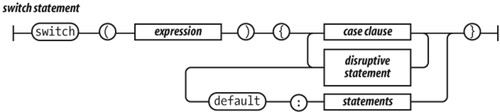 switch statement
switch ( expression ) { case clause }
disruptive
statement
default : statements